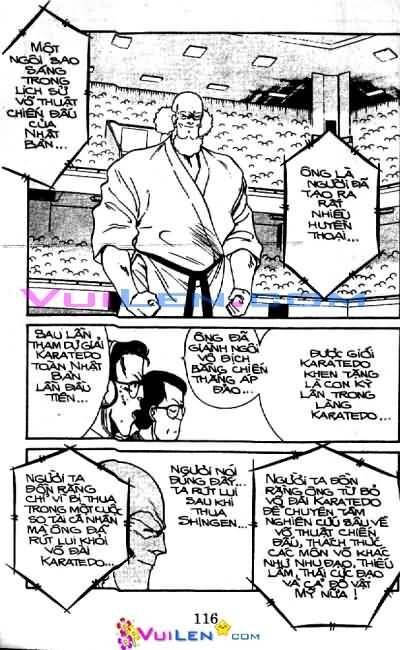 MỘT
NGÔI SAO
SÁNG
TRONG
LỊCH SỬ
VÕ THUẬT
CHIẾN ĐẤU
CỦA
NHẬT
BẢN...
ÔNG LÀ
NGƯỜI ĐÃ
TẠO RA
RẤT
NHIỀU
HUYỀN
THOẠI...
VUILEN.COM
SAU LẦN
THAM DỰ GIẢI
KARATEDO
TOÀN NHẬT
BẢN
LẦN ĐẦU
TIÊN...
ÔNG ĐÃ
GIÀNH NGÔI
VÔ ĐỊCH
BẰNG CHIẾN
THẮNG ÁP
ĐẢO...
ĐƯỢC GIỚI
KARATEDO
KHEN TẶNG
LÀ CON KỲ
LÂN TRONG
LÀNG
KARATEDO...
NGƯỜI TA
ĐỒN RẰNG
CHỈ VÌ BỊ THUA
TRONG MỘT CUỘC
SO TÀI CÁ NHÂN
MÀ ÔNG ĐÃ
RÚT LUI KHỎI
VÕ ĐÀI
KARATEDO...
NGƯỜI NÓI
ĐÚNG ĐẤY...
TA RÚT LUI
SAU KHI
THUA
SHINGEN...
NGƯỜI TA ĐỒN
RẰNG ÔNG TỪ BỎ
VÕ ĐÀI KARATEDO
ĐỂ CHUYÊN TÂM
NGHIÊN CỨU SÂU VỀ
VÕ THUẬT CHIẾN
ĐẤU, THÁCH THỨC
CÁC MÔN VÕ KHÁC
NHƯ NHU ĐẠO, THIẾU
LÂM, THÁI CỰC ĐẠO
VÀ CẢ ĐÔ VẬT
MỸ NỮA !
116
VUILEN.COM